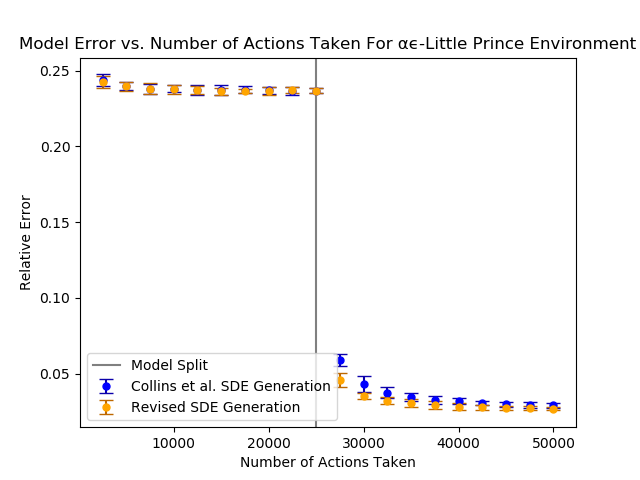 Model Error vs. Number of Actions Taken For αϵ-Little Prince Environment
Relative Error
0.25
0.20
0.15
0.10
0.05
Model Split
Collins et al. SDE Generation
Revised SDE Generation
10000 20000 30000 40000 50000
Number of Actions Taken